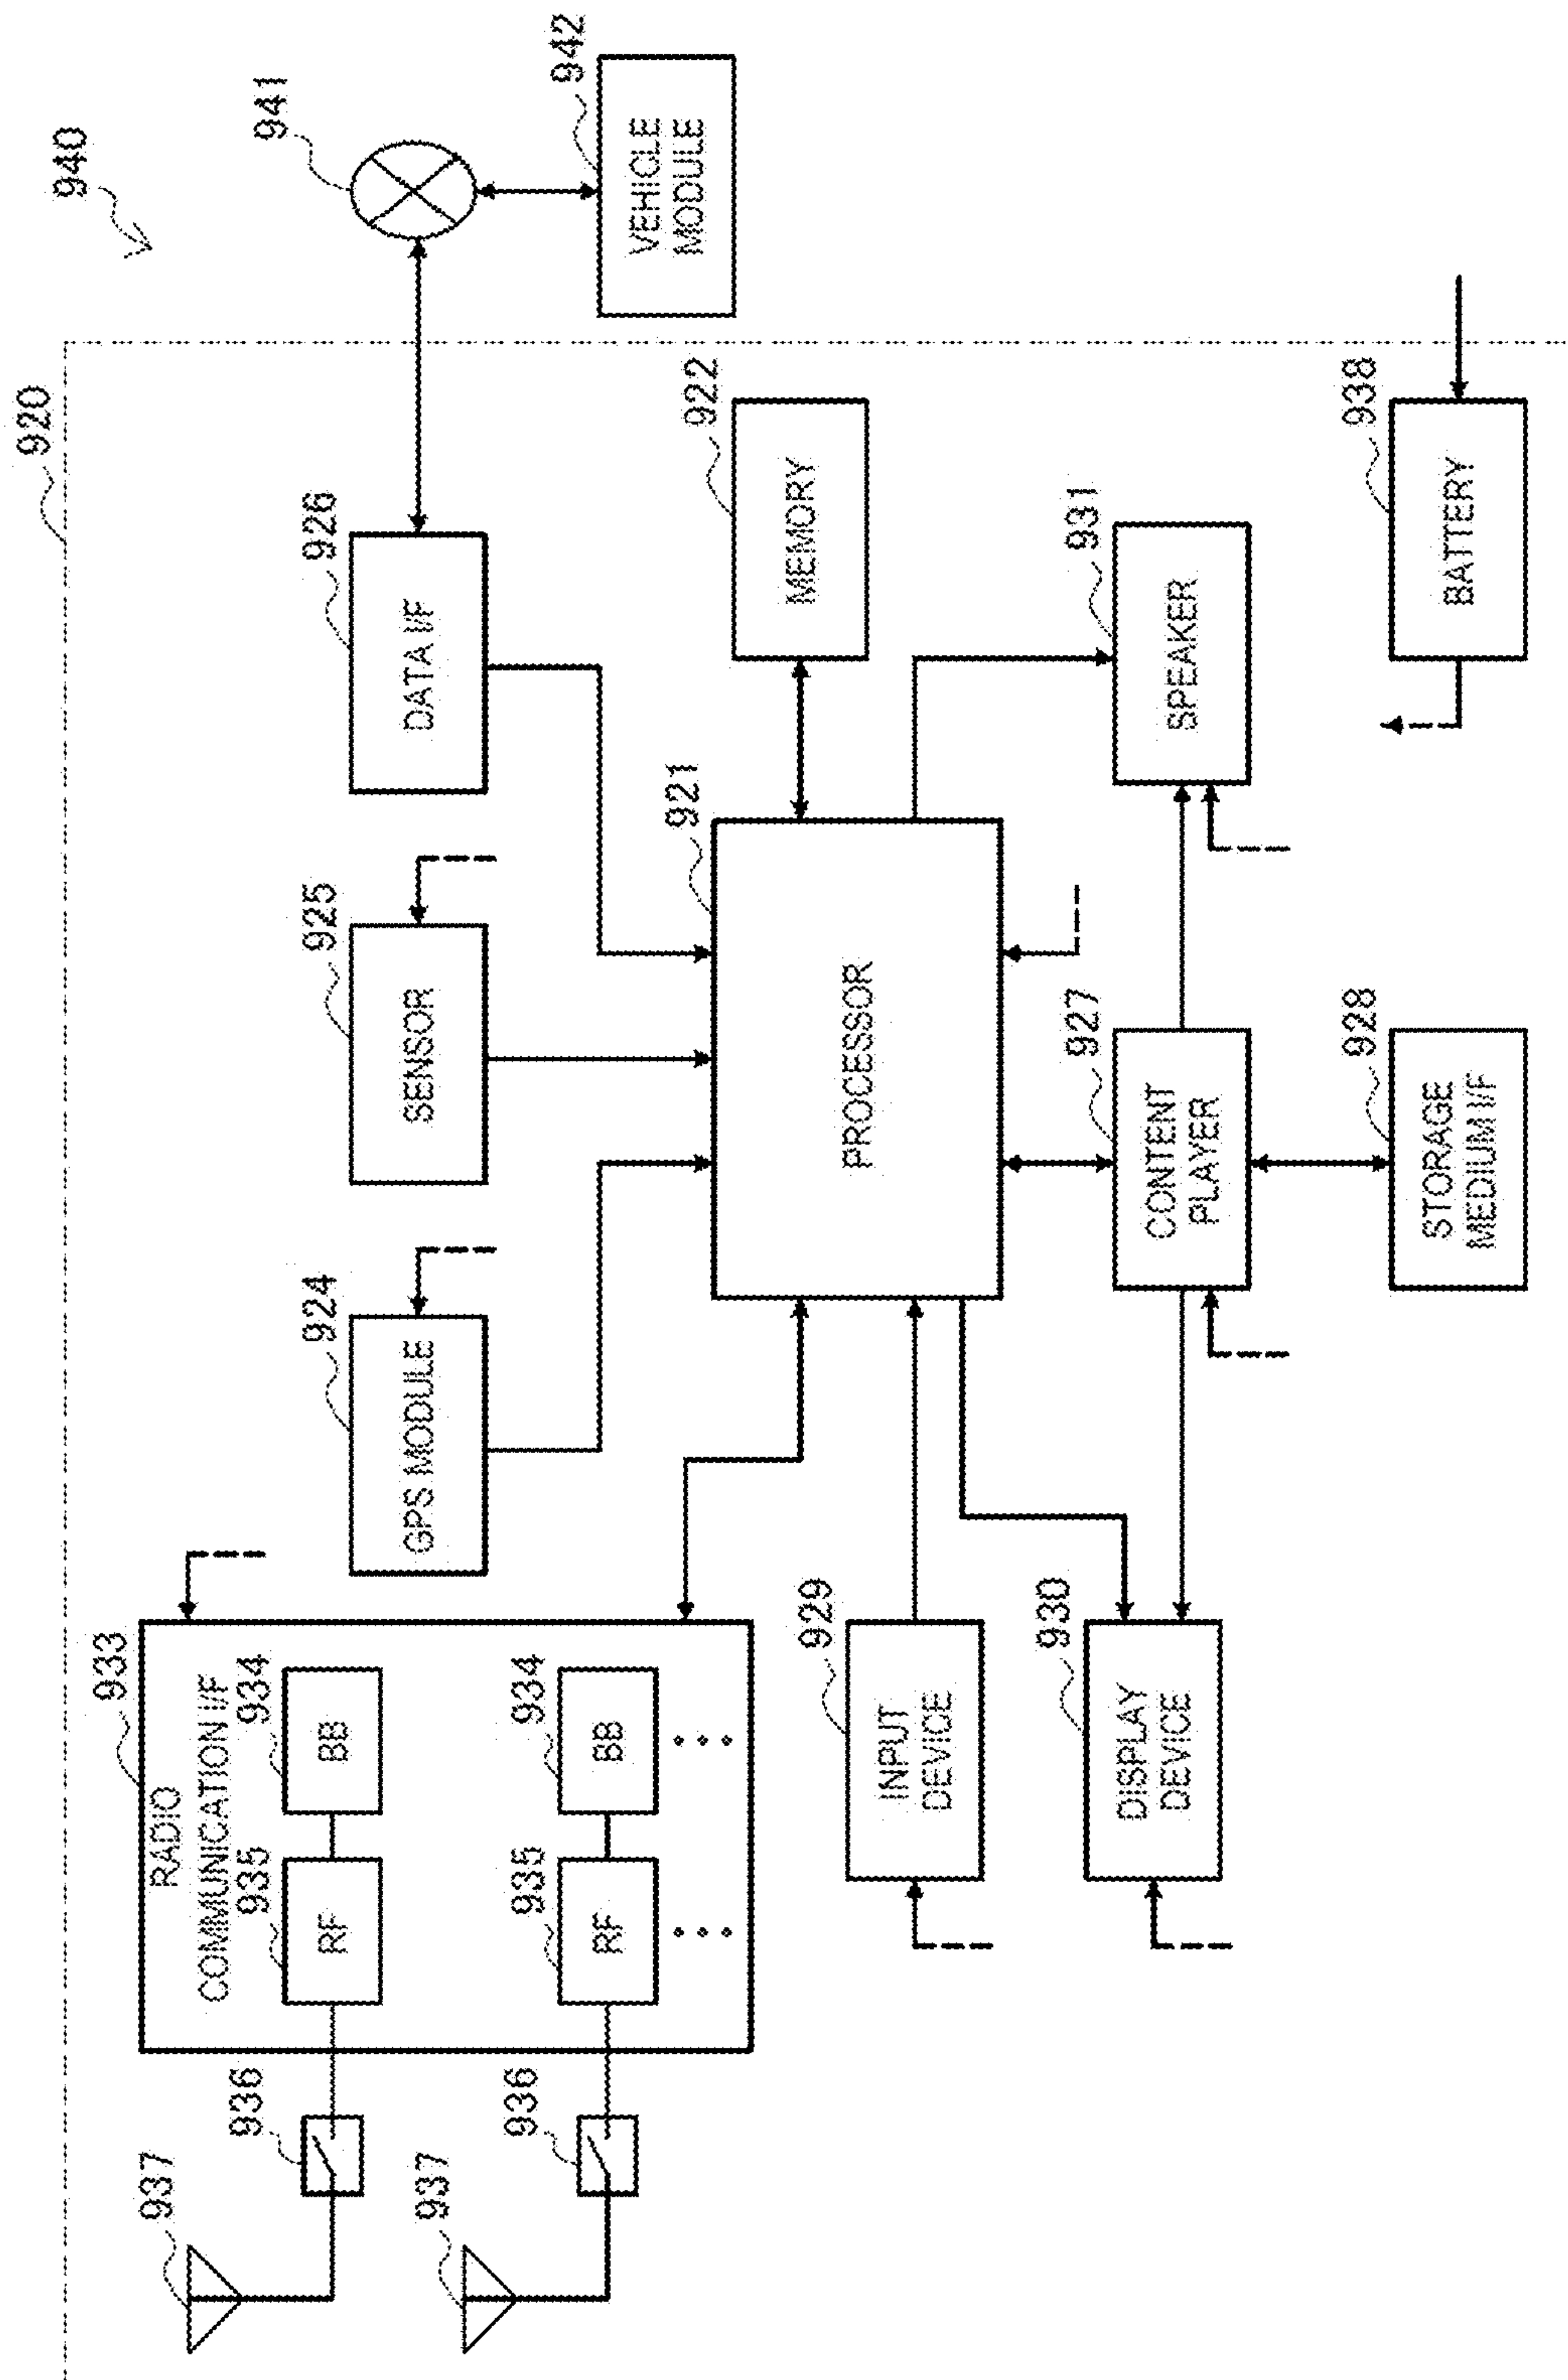 940
920
941
942
VEHICLE
MODULE
933
RADIO
COMMUNICATION I/F
937
936
935
RF
934
BB
937
936
935
RF
934
BB
924
GPS MODULE
925
SENSOR
926
DATA I/F
921
PROCESSOR
922
MEMORY
929
INPUT
DEVICE
930
DISPLAY
DEVICE
927
CONTENT
PLAYER
931
SPEAKER
928
STORAGE
MEDIUM I/F
938
BATTERY